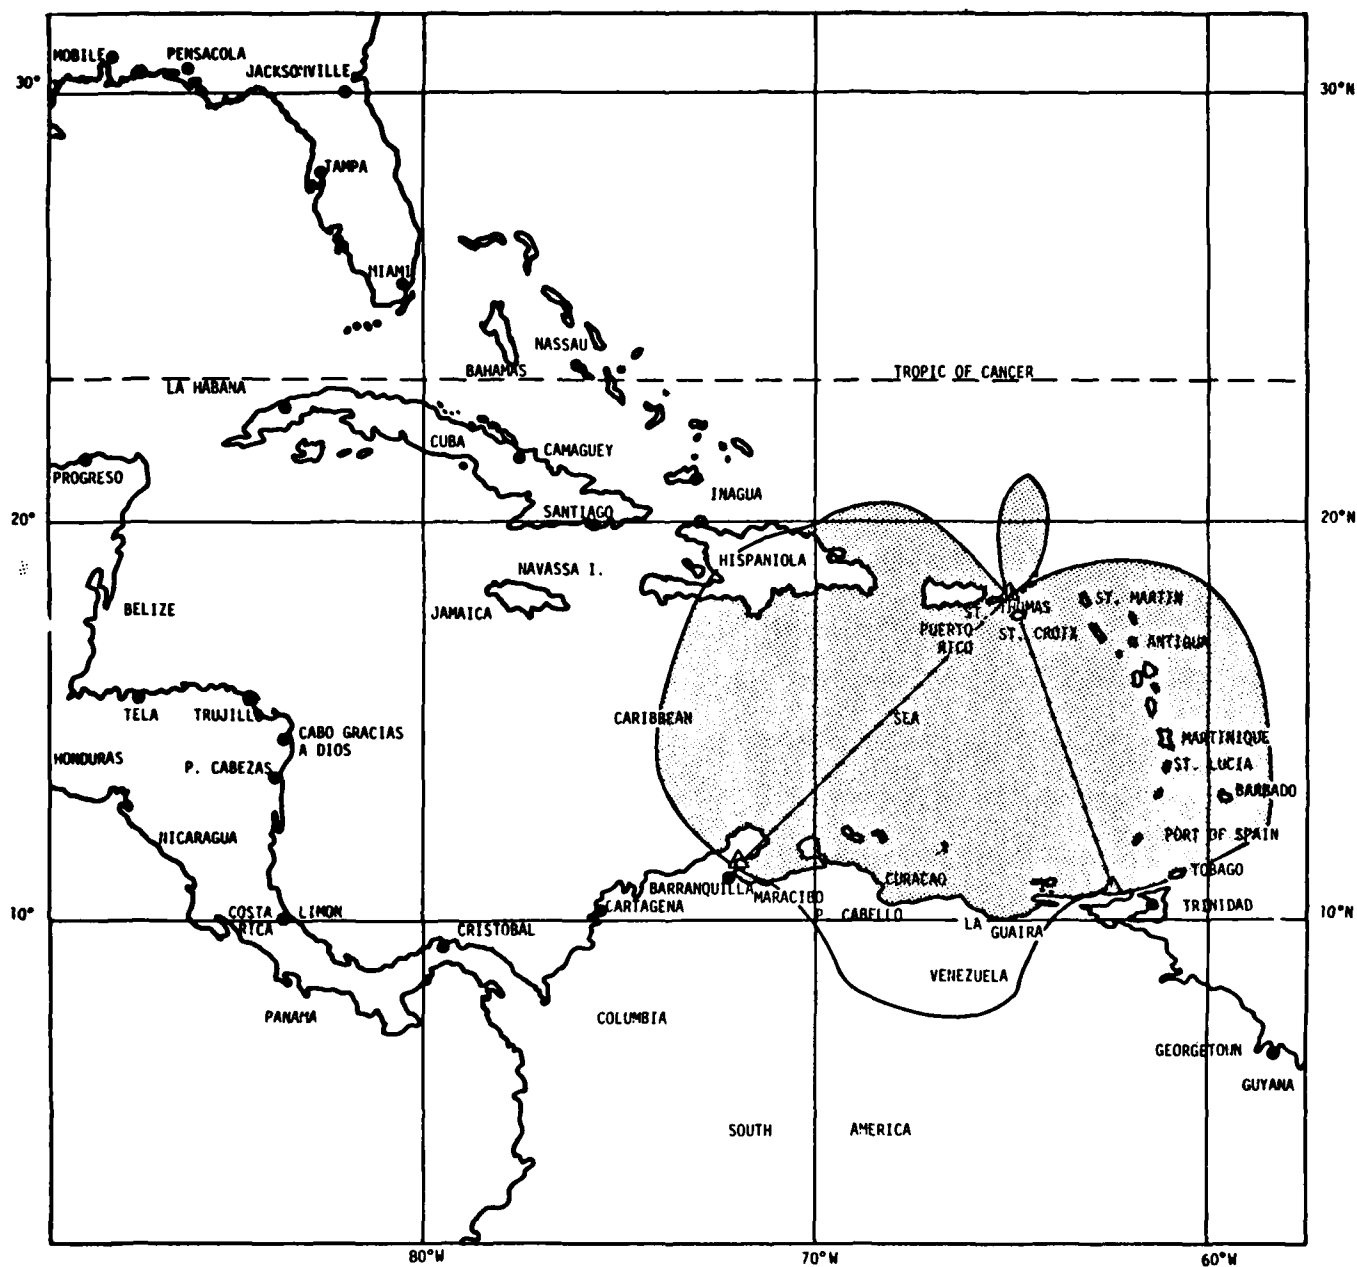 MOBILE
PENSACOLA
JACKSONVILLE
30°
30°N
TAMPA
MIAMI
NASSAU
BAHAMAS
TROPIC OF CANCER
LA HABANA
CUBA
CAMAGUEY
PROGRESO
INAGUA
SANTIAGO
20°
20°N
HISPANIOLA
NAVASSA I.
JAMAICA
BELIZE
ST. THOMAS
ST. MARTIN
PUERTO
RICO
ST. CROIX
ANTIQUA
TELA
TRUJILL
CARIBBEAN
SEA
CABO GRACIAS
A DIOS
MARTINIQUE
HONDURAS
P. CABEZAS
ST. LUCIA
BARBADO
NICARAGUA
PORT OF SPAIN
CURACAO
TOBAGO
BARRANQUILLA
MARACIBO
CARTAGENA
TRINIDAD
10°
COSTA
RICA
LIMON
P. CABELLO
LA
GUAIRA
10°N
CRISTOBAL
VENEZUELA
PANAMA
COLUMBIA
GEORGETOWN
GUYANA
SOUTH AMERICA
80°W
70°W
60°W